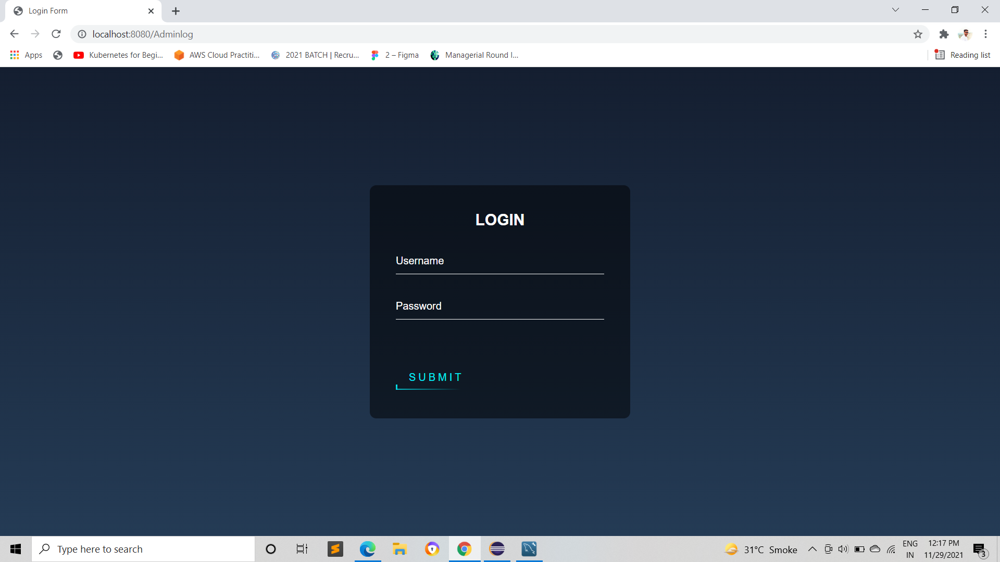 Login Form
localhost:8080/Adminlog
Apps
Kubernetes for Begi...
AWS Cloud Practiti...
2021 BATCH | Recru...
2 – Figma
Managerial Round I...
Reading list
LOGIN
Username
Password
SUBMIT
Type here to search
31°C Smoke
ENG
IN
12:17 PM
11/29/2021
3